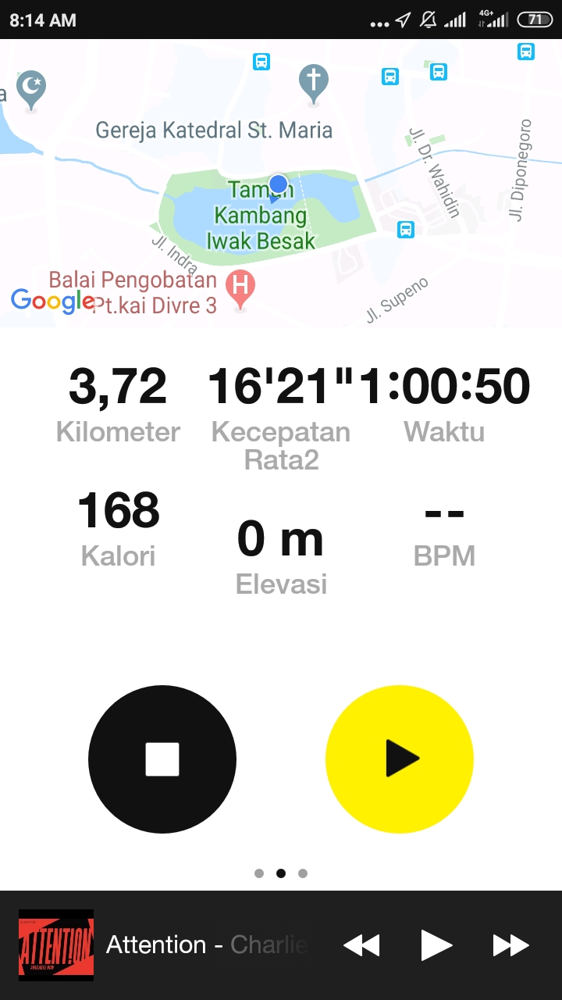 8:14 AM
4G+
71
a
Gereja Katedral St. Maria
Jl. Dr. Wahidin
Jl. Diponegoro
Taman
Kambang
Iwak Besak
Jl. Indra
Balai Pengobatan
Google
Pt.kai Divre 3
H
Jl. Supeno
3,72 16'21" 1:00:50
Kilometer Kecepatan Rata2 Waktu
168 0 m --
Kalori Elevasi BPM
ATTENTION
Attention - Charlie